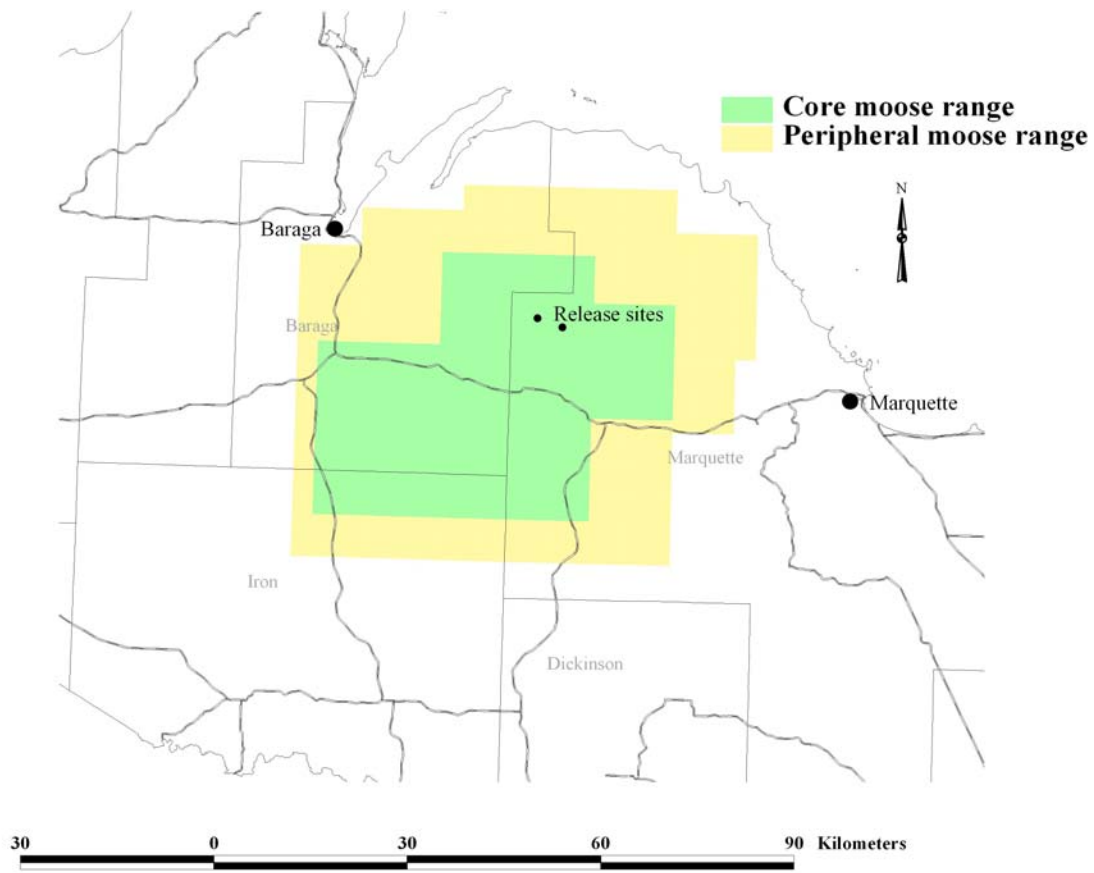 Core moose range
Peripheral moose range
N
Baraga
Release sites
Baraga
Marquette
Marquette
Iron
Dickinson
30 0 30 60 90 Kilometers